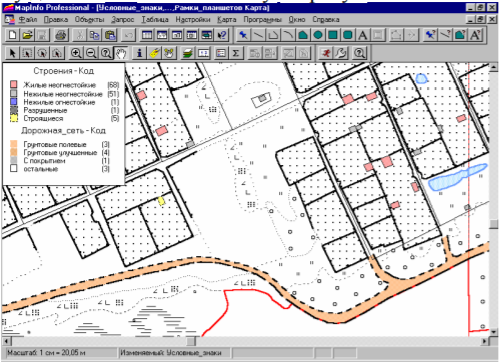 MapInfo Professional - [Условные_знаки,...,Рамки_планшетов Карта]
Файл Правка Объекты Запрос Таблица Настройки Карта Программы Окно Справка
Строения - Код
Жилые неогнестойкие (68)
Нежилые неогнестойкие (51)
Нежилые огнестойкие (1)
Разрушенные (1)
Строящиеся (5)
Дорожная_сеть - Код
Грунтовые полевые (3)
Грунтовые улучшенные (4)
С покрытием (1)
остальные (3)
Масштаб: 1 см = 20,05 м
Изменяемый: Условные_знаки